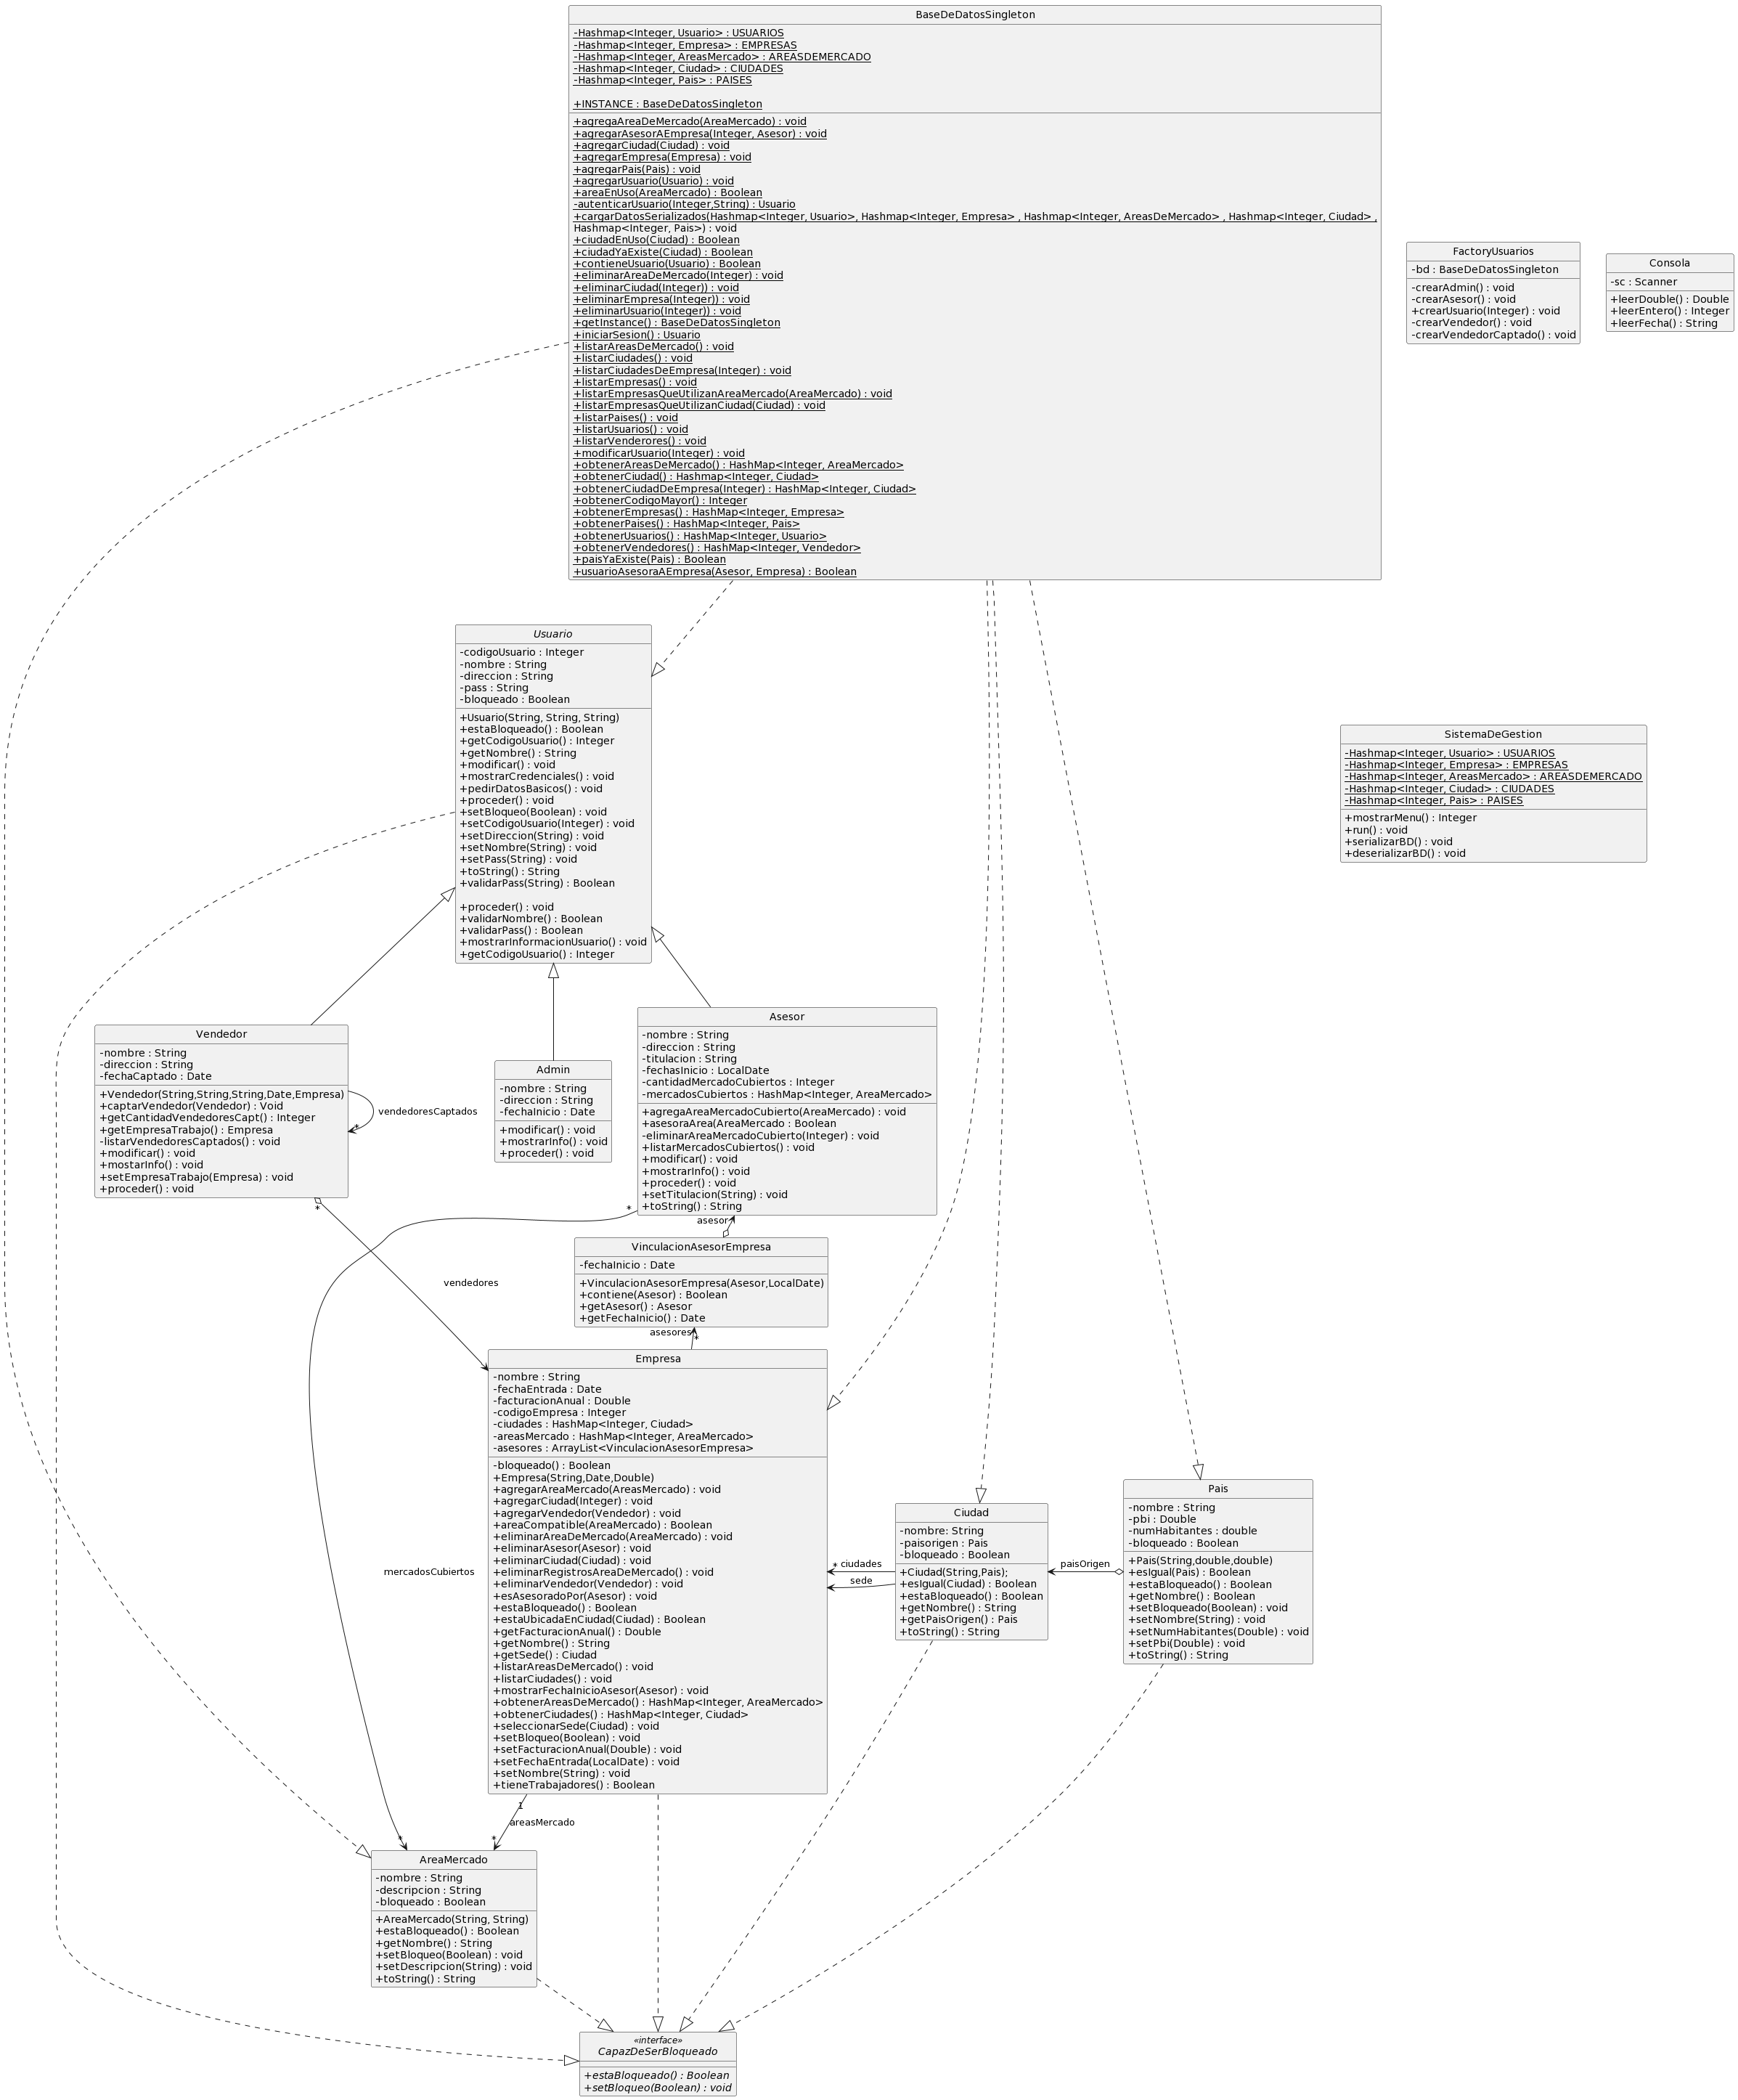 BaseDeDatosSingleton
-Hashmap<Integer, Usuario> : USUARIOS
-Hashmap<Integer, Empresa> : EMPRESAS
-Hashmap<Integer, AreasMercado> : AREASDEMERCADO
-Hashmap<Integer, Ciudad> : CIUDADES
-Hashmap<Integer, Pais> : PAISES
+INSTANCE : BaseDeDatosSingleton
+agregaAreaDeMercado(AreaMercado) : void
+agregarAsesorAEmpresa(Integer, Asesor) : void
+agregarCiudad(Ciudad) : void
+agregarEmpresa(Empresa) : void
+agregarPais(Pais) : void
+agregarUsuario(Usuario) : void
+areaEnUso(AreaMercado) : Boolean
-autenticarUsuario(Integer,String) : Usuario
+cargarDatosSerializados(Hashmap<Integer, Usuario>, Hashmap<Integer, Empresa> , Hashmap<Integer, AreasDeMercado> , Hashmap<Integer, Ciudad> ,
Hashmap<Integer, Pais>) : void
+ciudadEnUso(Ciudad) : Boolean
+ciudadYaExiste(Ciudad) : Boolean
+contieneUsuario(Usuario) : Boolean
+eliminarAreaDeMercado(Integer) : void
+eliminarCiudad(Integer)) : void
+eliminarEmpresa(Integer)) : void
+eliminarUsuario(Integer)) : void
+getInstance() : BaseDeDatosSingleton
+iniciarSesion() : Usuario
+listarAreasDeMercado() : void
+listarCiudades() : void
+listarCiudadesDeEmpresa(Integer) : void
+listarEmpresas() : void
+listarEmpresasQueUtilizanAreaMercado(AreaMercado) : void
+listarEmpresasQueUtilizanCiudad(Ciudad) : void
+listarPaises() : void
+listarUsuarios() : void
+listarVenderores() : void
+modificarUsuario(Integer) : void
+obtenerAreasDeMercado() : HashMap<Integer, AreaMercado>
+obtenerCiudad() : Hashmap<Integer, Ciudad>
+obtenerCiudadDeEmpresa(Integer) : HashMap<Integer, Ciudad>
+obtenerCodigoMayor() : Integer
+obtenerEmpresas() : HashMap<Integer, Empresa>
+obtenerPaises() : HashMap<Integer, Pais>
+obtenerUsuarios() : HashMap<Integer, Usuario>
+obtenerVendedores() : HashMap<Integer, Vendedor>
+paisYaExiste(Pais) : Boolean
+usuarioAsesoraAEmpresa(Asesor, Empresa) : Boolean
FactoryUsuarios
-bd : BaseDeDatosSingleton
-crearAdmin() : void
-crearAsesor() : void
+crearUsuario(Integer) : void
-crearVendedor() : void
-crearVendedorCaptado() : void
Consola
-sc : Scanner
+leerDouble() : Double
+leerEntero() : Integer
+leerFecha() : String
Usuario
-codigoUsuario : Integer
-nombre : String
-direccion : String
-pass : String
-bloqueado : Boolean
+Usuario(String, String, String)
+estaBloqueado() : Boolean
+getCodigoUsuario() : Integer
+getNombre() : String
+modificar() : void
+mostrarCredenciales() : void
+pedirDatosBasicos() : void
+proceder() : void
+setBloqueo(Boolean) : void
+setCodigoUsuario(Integer) : void
+setDireccion(String) : void
+setNombre(String) : void
+setPass(String) : void
+toString() : String
+validarPass(String) : Boolean
+proceder() : void
+validarNombre() : Boolean
+validarPass() : Boolean
+mostrarInformacionUsuario() : void
+getCodigoUsuario() : Integer
SistemaDeGestion
-Hashmap<Integer, Usuario> : USUARIOS
-Hashmap<Integer, Empresa> : EMPRESAS
-Hashmap<Integer, AreasMercado> : AREASDEMERCADO
-Hashmap<Integer, Ciudad> : CIUDADES
-Hashmap<Integer, Pais> : PAISES
+mostrarMenu() : Integer
+run() : void
+serializarBD() : void
+deserializarBD() : void
Vendedor
-nombre : String
-direccion : String
-fechaCaptado : Date
+Vendedor(String,String,String,Date,Empresa)
+captarVendedor(Vendedor) : Void
+getCantidadVendedoresCapt() : Integer
+getEmpresaTrabajo() : Empresa
-listarVendedoresCaptados() : void
+modificar() : void
+mostarInfo() : void
+setEmpresaTrabajo(Empresa) : void
+proceder() : void
vendedoresCaptados
*
Admin
-nombre : String
-direccion : String
-fechaInicio : Date
+modificar() : void
+mostrarInfo() : void
+proceder() : void
Asesor
-nombre : String
-direccion : String
-titulacion : String
-fechasInicio : LocalDate
-cantidadMercadoCubiertos : Integer
-mercadosCubiertos : HashMap<Integer, AreaMercado>
+agregaAreaMercadoCubierto(AreaMercado) : void
+asesoraArea(AreaMercado : Boolean
-eliminarAreaMercadoCubierto(Integer) : void
+listarMercadosCubiertos() : void
+modificar() : void
+mostrarInfo() : void
+proceder() : void
+setTitulacion(String) : void
+toString() : String
*
*
asesor
VinculacionAsesorEmpresa
-fechaInicio : Date
+VinculacionAsesorEmpresa(Asesor,LocalDate)
+contiene(Asesor) : Boolean
+getAsesor() : Asesor
+getFechaInicio() : Date
vendedores
asesores
*
Empresa
-nombre : String
-fechaEntrada : Date
-facturacionAnual : Double
-codigoEmpresa : Integer
-ciudades : HashMap<Integer, Ciudad>
-areasMercado : HashMap<Integer, AreaMercado>
-asesores : ArrayList<VinculacionAsesorEmpresa>
-bloqueado() : Boolean
+Empresa(String,Date,Double)
+agregarAreaMercado(AreasMercado) : void
+agregarCiudad(Integer) : void
+agregarVendedor(Vendedor) : void
+areaCompatible(AreaMercado) : Boolean
+eliminarAreaDeMercado(AreaMercado) : void
+eliminarAsesor(Asesor) : void
+eliminarCiudad(Ciudad) : void
+eliminarRegistrosAreaDeMercado() : void
+eliminarVendedor(Vendedor) : void
+esAsesoradoPor(Asesor) : void
+estaBloqueado() : Boolean
+estaUbicadaEnCiudad(Ciudad) : Boolean
+getFacturacionAnual() : Double
+getNombre() : String
+getSede() : Ciudad
+listarAreasDeMercado() : void
+listarCiudades() : void
+mostrarFechaInicioAsesor(Asesor) : void
+obtenerAreasDeMercado() : HashMap<Integer, AreaMercado>
+obtenerCiudades() : HashMap<Integer, Ciudad>
+seleccionarSede(Ciudad) : void
+setBloqueo(Boolean) : void
+setFacturacionAnual(Double) : void
+setFechaEntrada(LocalDate) : void
+setNombre(String) : void
+tieneTrabajadores() : Boolean
mercadosCubiertos
* ciudades
sede
Ciudad
-nombre: String
-paisorigen : Pais
-bloqueado : Boolean
+Ciudad(String,Pais);
+esIgual(Ciudad) : Boolean
+estaBloqueado() : Boolean
+getNombre() : String
+getPaisOrigen() : Pais
+toString() : String
paisOrigen
Pais
-nombre : String
-pbi : Double
-numHabitantes : double
-bloqueado : Boolean
+Pais(String,double,double)
+esIgual(Pais) : Boolean
+estaBloqueado() : Boolean
+getNombre() : Boolean
+setBloqueado(Boolean) : void
+setNombre(String) : void
+setNumHabitantes(Double) : void
+setPbi(Double) : void
+toString() : String
1
areasMercado
*
*
AreaMercado
-nombre : String
-descripcion : String
-bloqueado : Boolean
+AreaMercado(String, String)
+estaBloqueado() : Boolean
+getNombre() : String
+setBloqueo(Boolean) : void
+setDescripcion(String) : void
+toString() : String
«interface»
CapazDeSerBloqueado
+estaBloqueado() : Boolean
+setBloqueo(Boolean) : void